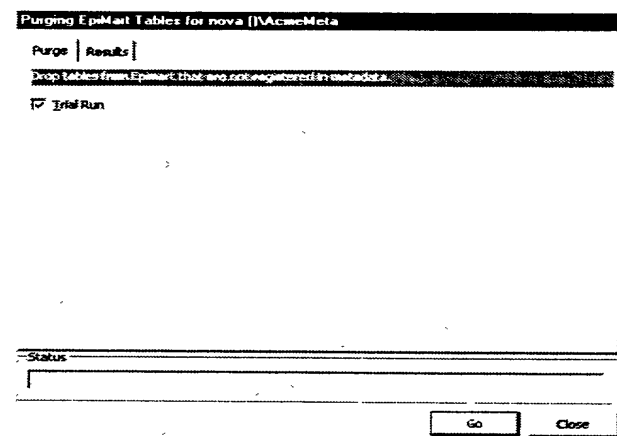 Purging EpiMart Tables for nova ()\AcmeMeta
Purge Results
Drop tables from Epimart that are not registered in metadata.
Trial Run
Status
Go Close